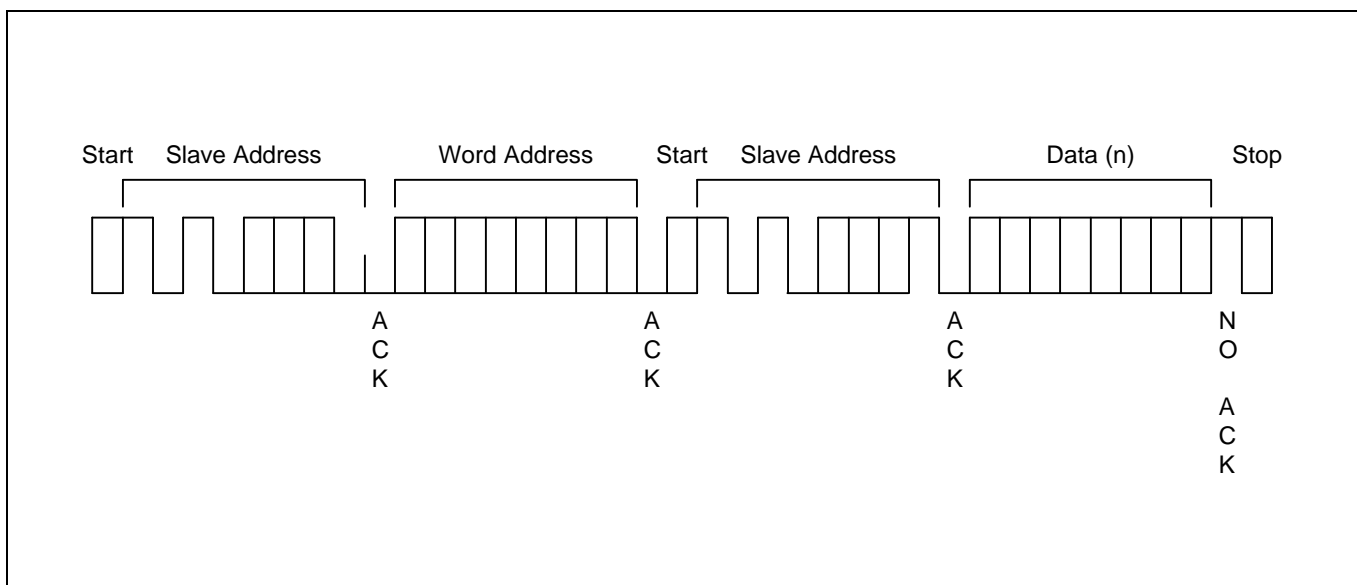 Start Slave Address Word Address Start Slave Address Data (n) Stop
A A A N
C C C O
K K K
A
C
K